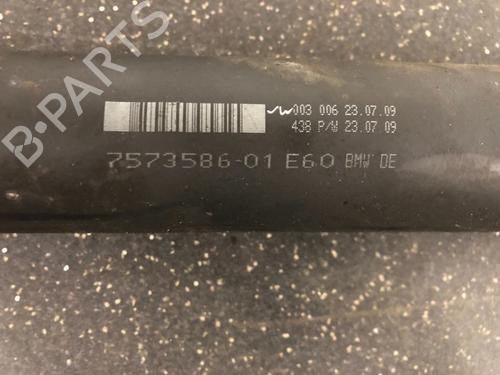 003 006 23.07.09
438 P/W 23.07 09
7573586-01 E60 BMW DE
B-PARTS